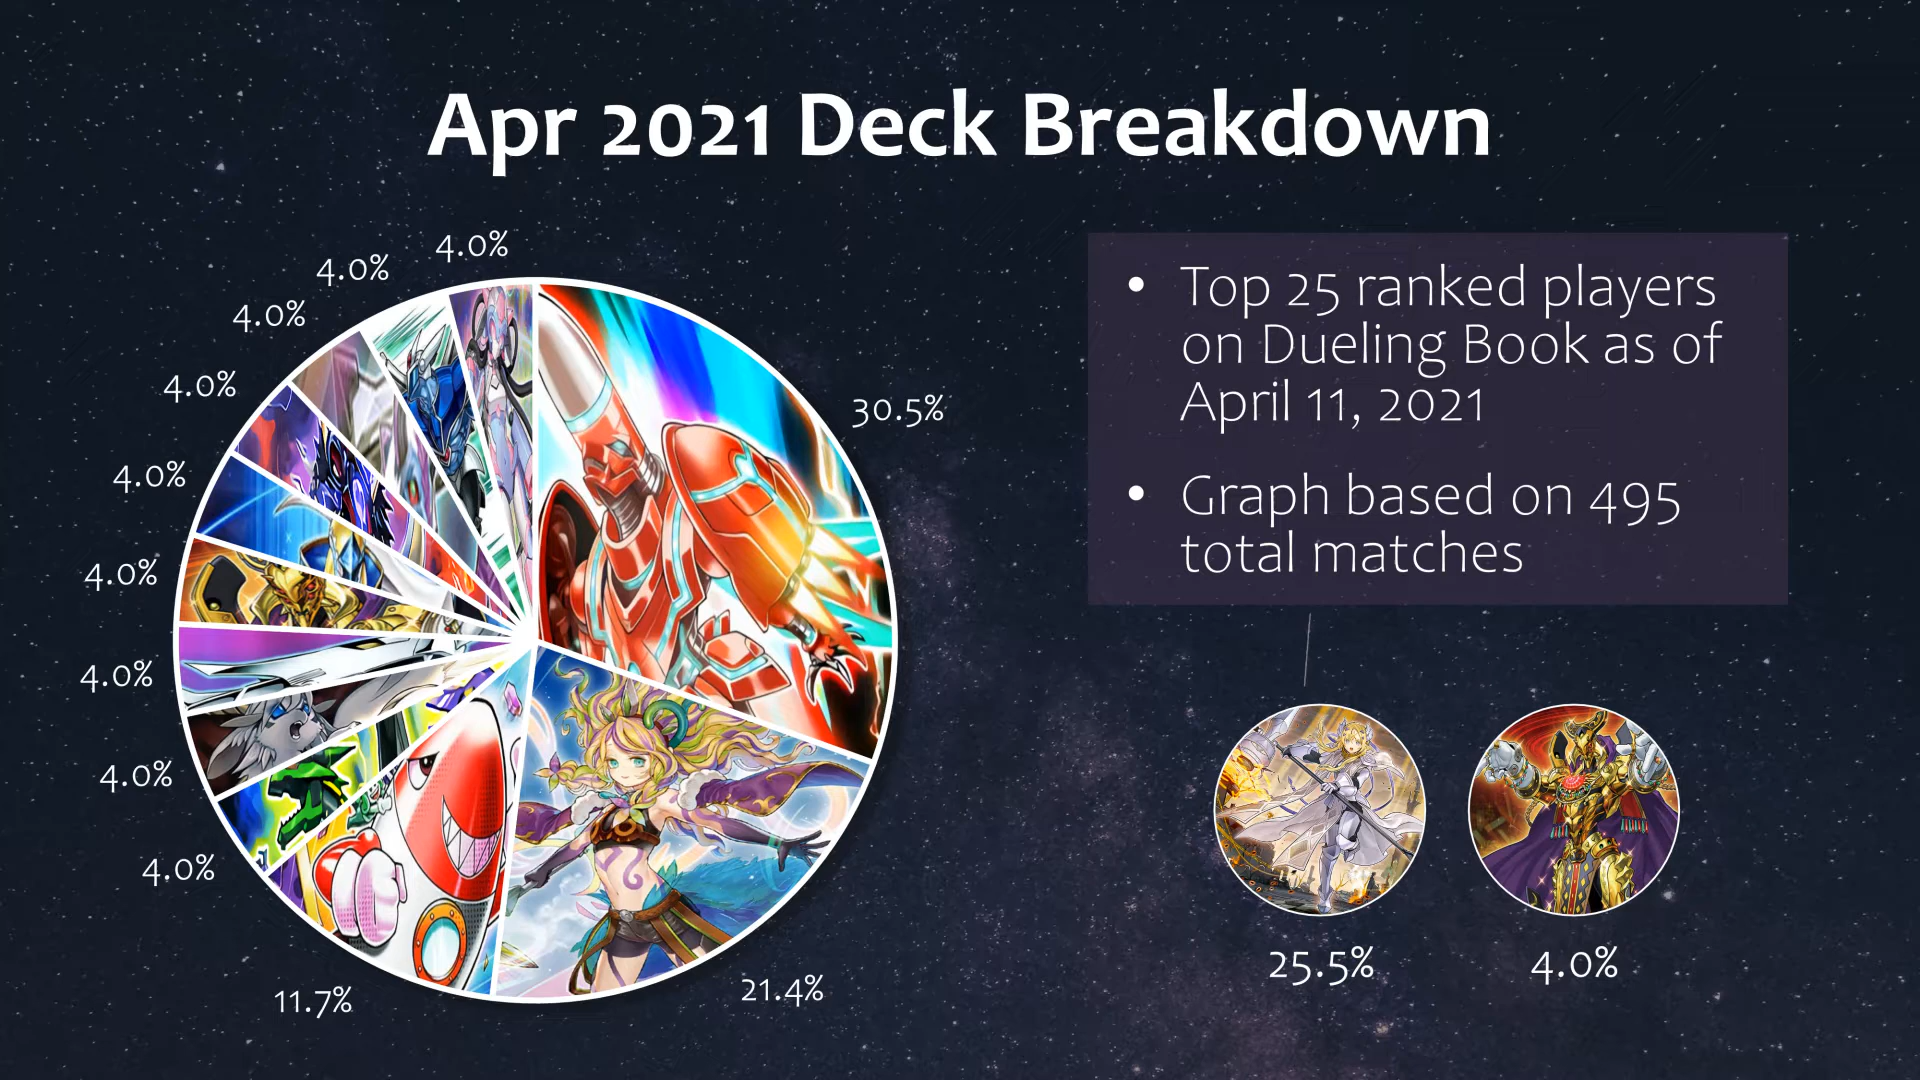 Apr 2021 Deck Breakdown
4.0%
4.0%
4.0%
4.0%
4.0%
4.0%
4.0%
4.0%
4.0%
11.7%
21.4%
30.5%
• Top 25 ranked players
on Dueling Book as of
April 11, 2021
• Graph based on 495
total matches
25.5%
4.0%